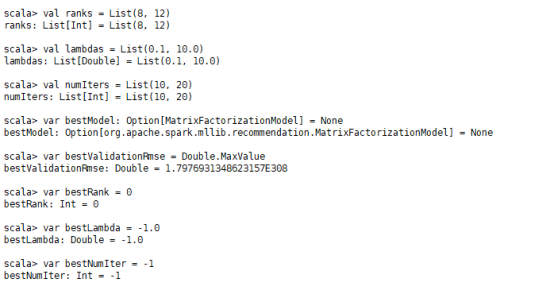 scala> val ranks = List(8, 12)
ranks: List[Int] = List(8, 12)
scala> val lambdas = List(0.1, 10.0)
lambdas: List[Double] = List(0.1, 10.0)
scala> val numIters = List(10, 20)
numIters: List[Int] = List(10, 20)
scala> var bestModel: Option[MatrixFactorizationModel] = None
bestModel: Option[org.apache.spark.mllib.recommendation.MatrixFactorizationModel] = None
scala> var bestValidationRmse = Double.MaxValue
bestValidationRmse: Double = 1.7976931348623157E308
scala> var bestRank = 0
bestRank: Int = 0
scala> var bestLambda = -1.0
bestLambda: Double = -1.0
scala> var bestNumIter = -1
bestNumIter: Int = -1